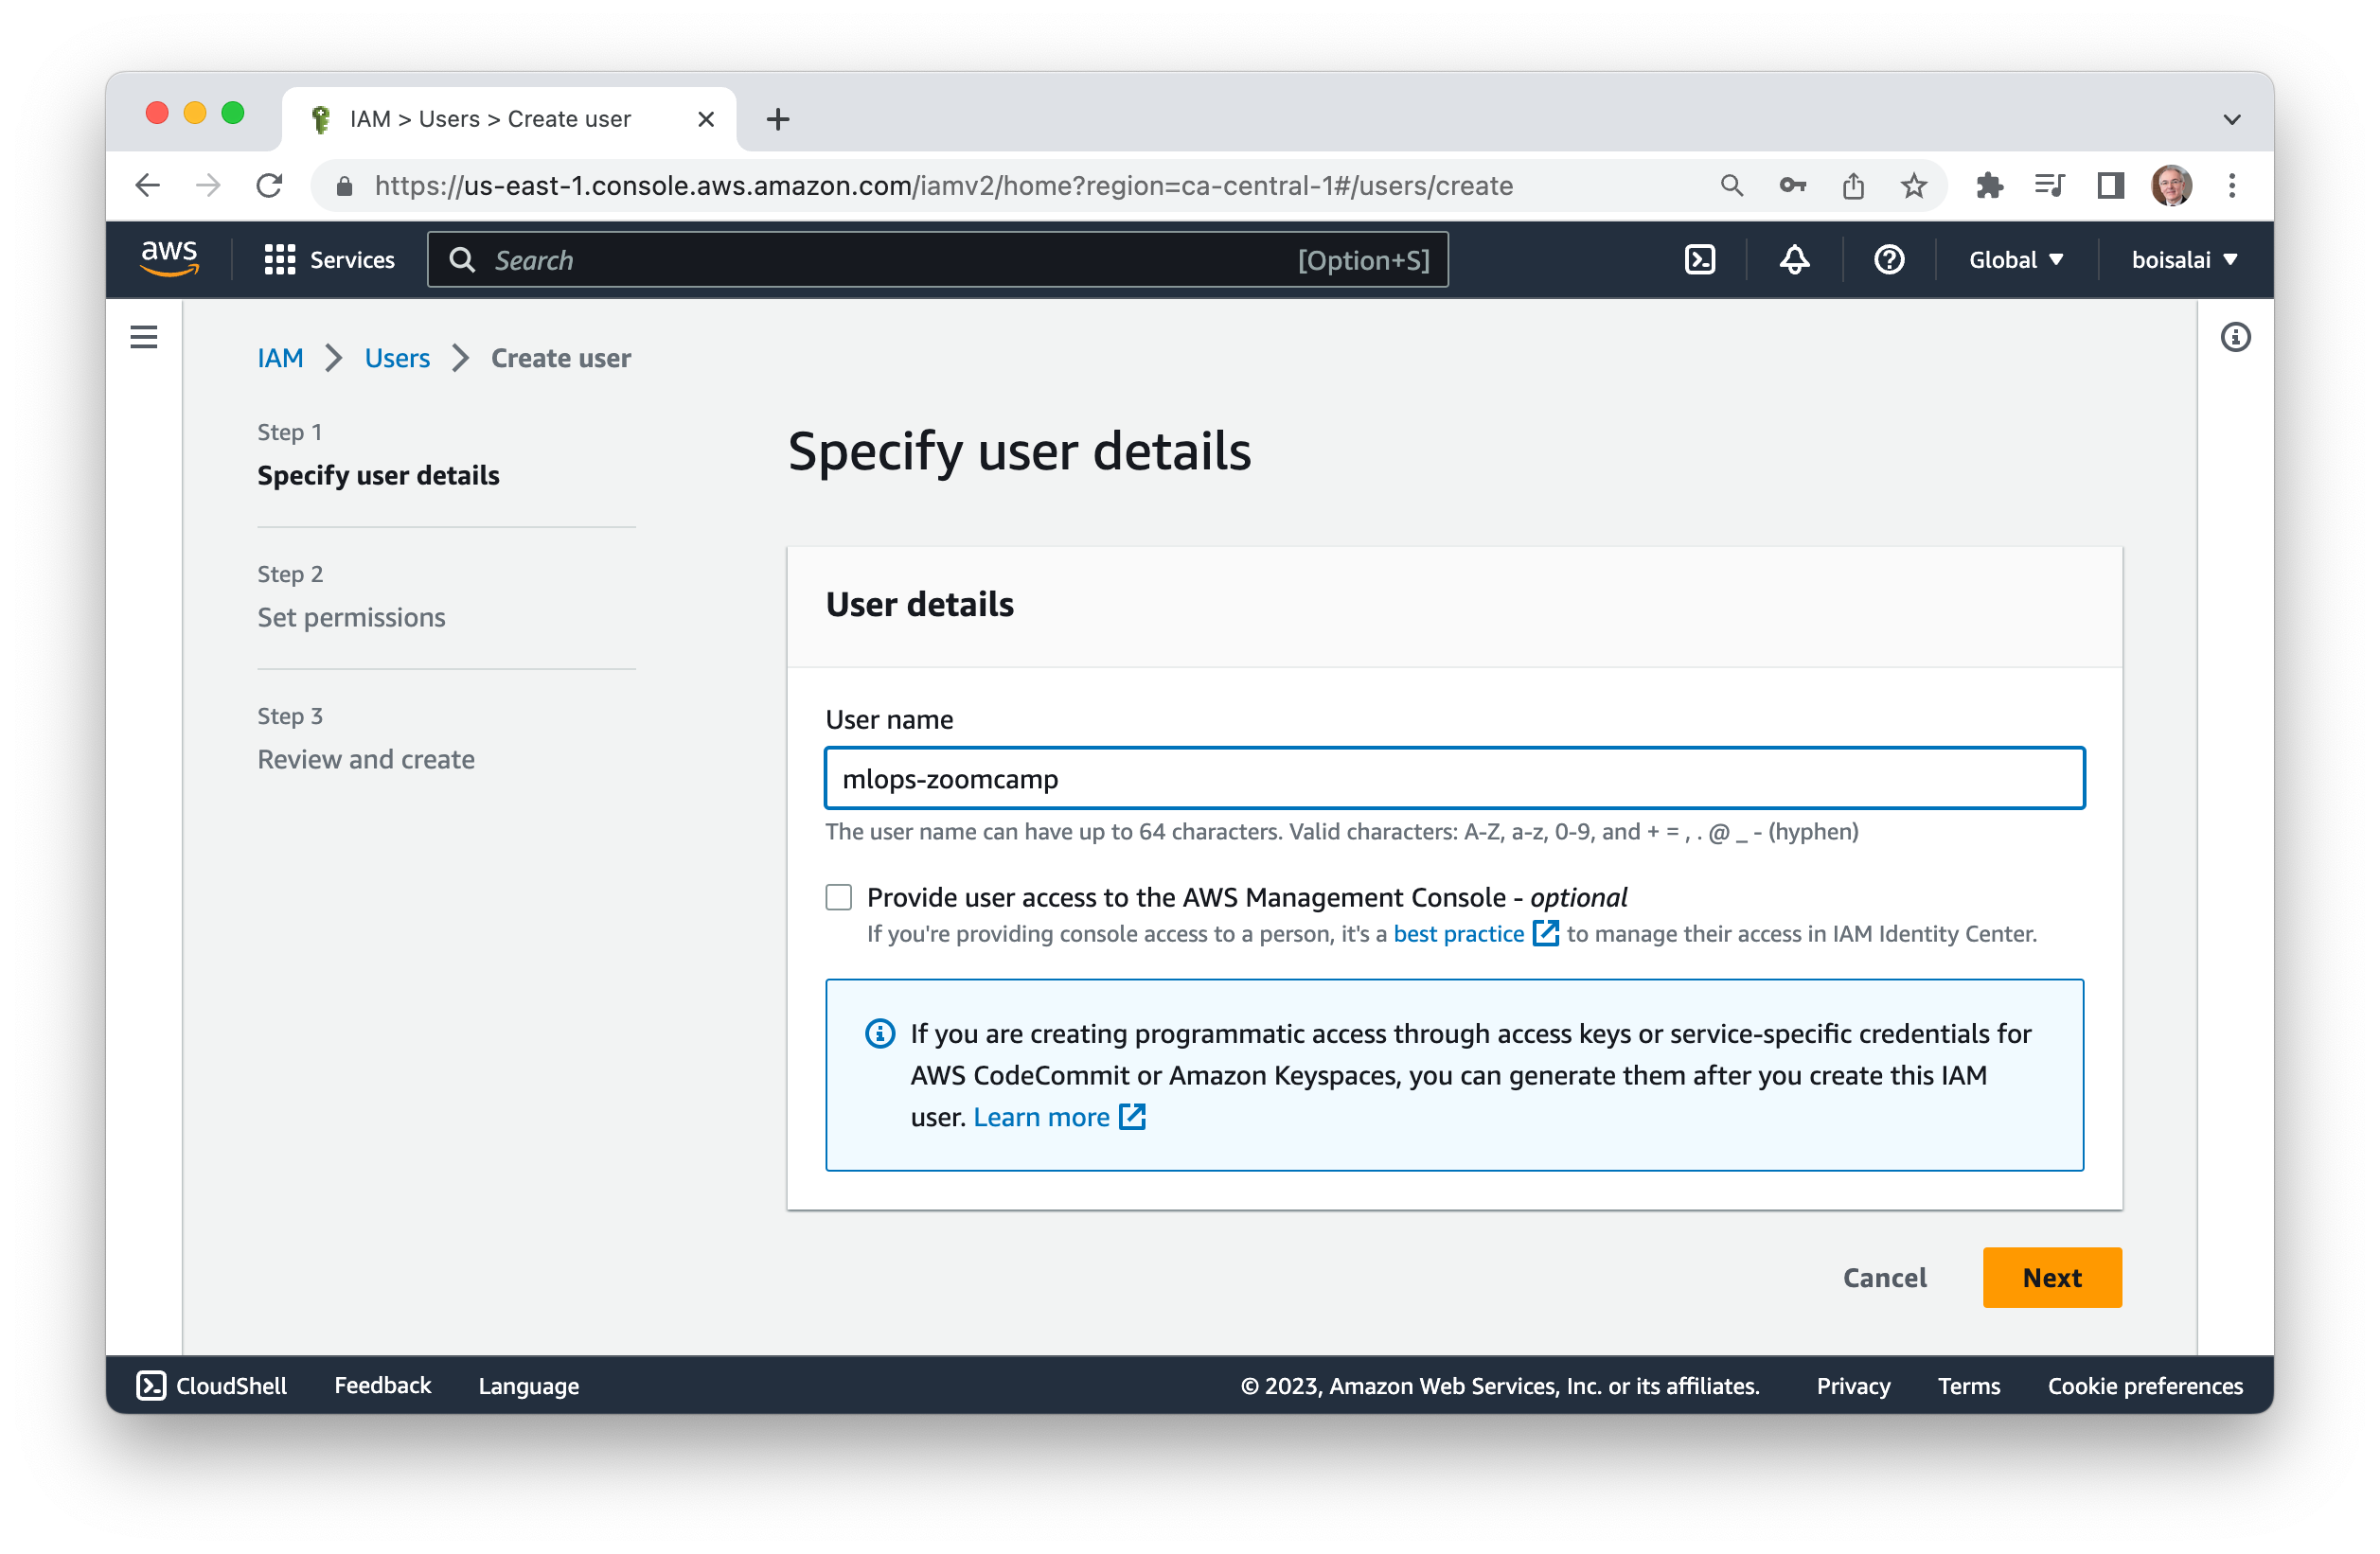 IAM > Users > Create user
https://us-east-1.console.aws.amazon.com/iamv2/home?region=ca-central-1#/users/create
aws
Services
Search
[Option+S]
Global
boisalai
IAM > Users > Create user
Step 1
Specify user details
Step 2
Set permissions
Step 3
Review and create
Specify user details
User details
User name
mlops-zoomcamp
The user name can have up to 64 characters. Valid characters: A-Z, a-z, 0-9, and + = , . @ _ - (hyphen)
Provide user access to the AWS Management Console - optional
If you're providing console access to a person, it's a best practice to manage their access in IAM Identity Center.
If you are creating programmatic access through access keys or service-specific credentials for
AWS CodeCommit or Amazon Keyspaces, you can generate them after you create this IAM
user. Learn more
Cancel
Next
CloudShell
Feedback
Language
© 2023, Amazon Web Services, Inc. or its affiliates.
Privacy
Terms
Cookie preferences